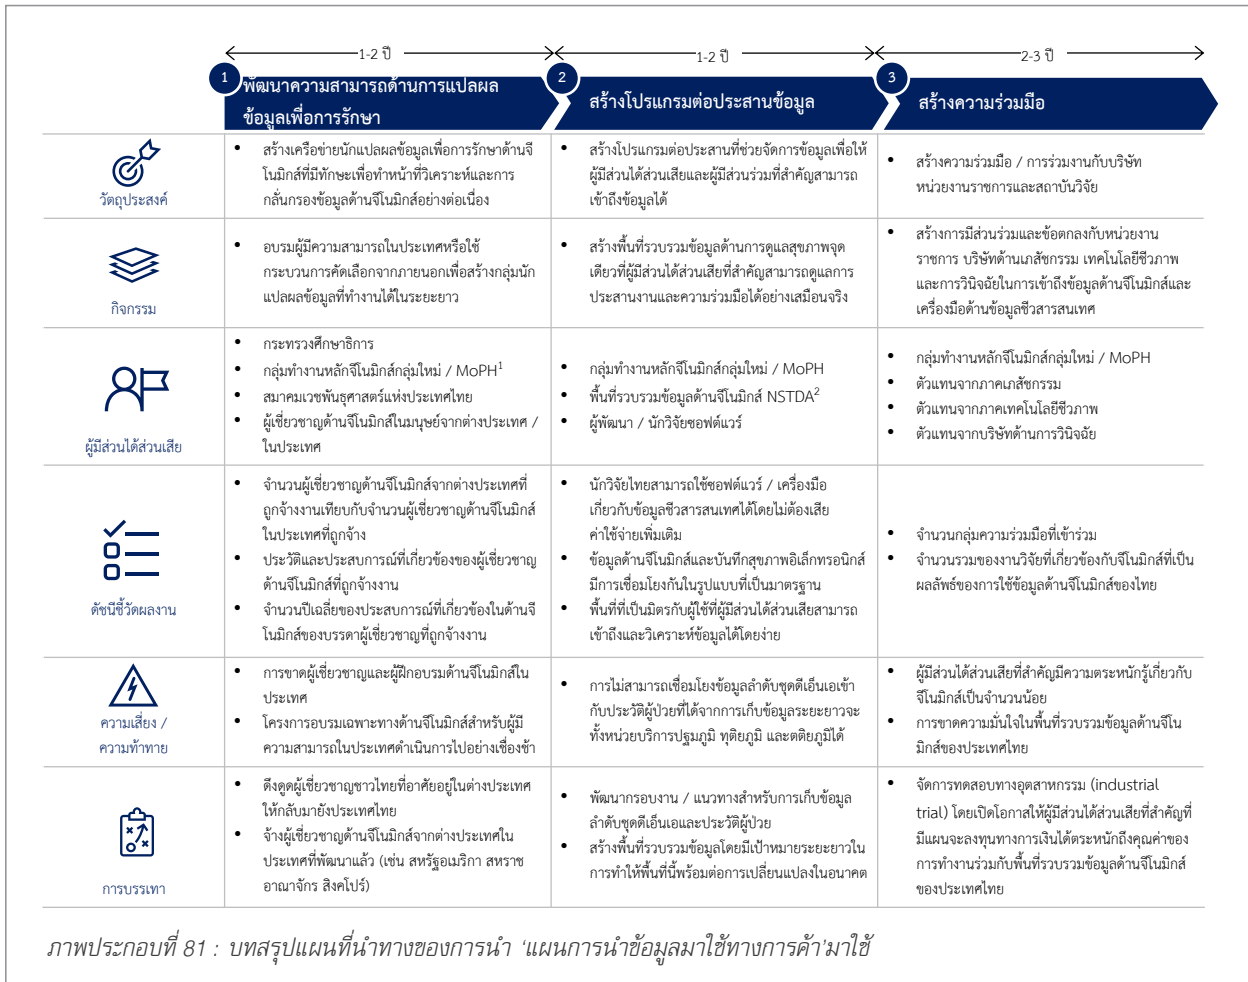 1-2 ปี
1-2 ปี
2-3 ปี
1
พัฒนาความสามารถด้านการแปลผล
ข้อมูลเพื่อการรักษา
2
สร้างโปรแกรมต่อประสานข้อมูล
3
สร้างความร่วมมือ
วัตถุประสงค์
• สร้างเครือข่ายนักแปลผลข้อมูลเพื่อการรักษาด้านจี
โนมิกส์ที่มีทักษะเพื่อทำหน้าที่วิเคราะห์และการ
กลั่นกรองข้อมูลด้านจีโนมิกส์อย่างต่อเนื่อง
• สร้างโปรแกรมต่อประสานที่ช่วยจัดการข้อมูลเพื่อให้
ผู้มีส่วนได้ส่วนเสียและผู้มีส่วนร่วมที่สำคัญสามารถ
เข้าถึงข้อมูลได้
• สร้างความร่วมมือ / การร่วมงานกับบริษัท
หน่วยงานราชการและสถาบันวิจัย
กิจกรรม
• อบรมผู้มีความสามารถในประเทศหรือใช้
กระบวนการคัดเลือกจากภายนอกเพื่อสร้างกลุ่มนัก
แปลผลข้อมูลที่ทำงานได้ในระยะยาว
• สร้างพื้นที่รวบรวมข้อมูลด้านการดูแลสุขภาพจุด
เดียวที่ผู้มีส่วนได้ส่วนเสียที่สำคัญสามารถดูแลการ
ประสานงานและความร่วมมือได้อย่างเสมือนจริง
• สร้างการมีส่วนร่วมและข้อตกลงกับหน่วยงาน
ราชการ บริษัทด้านเภสัชกรรม เทคโนโลยีชีวภาพ
และการวินิจฉัยในการเข้าถึงข้อมูลด้านจีโนมิกส์และ
เครื่องมือด้านข้อมูลชีวสารสนเทศ
ผู้มีส่วนได้ส่วนเสีย
• กระทรวงศึกษาธิการ
• กลุ่มทำงานหลักจีโนมิกส์กลุ่มใหม่ / MoPH¹
• สมาคมเวชพันธุศาสตร์แห่งประเทศไทย
• ผู้เชี่ยวชาญด้านจีโนมิกส์ในมนุษย์จากต่างประเทศ /
ในประเทศ
• กลุ่มทำงานหลักจีโนมิกส์กลุ่มใหม่ / MoPH
• พื้นที่รวบรวมข้อมูลด้านจีโนมิกส์ NSTDA²
• ผู้พัฒนา / นักวิจัยซอฟต์แวร์
• กลุ่มทำงานหลักจีโนมิกส์กลุ่มใหม่ / MoPH
• ตัวแทนจากภาคเภสัชกรรม
• ตัวแทนจากภาคเทคโนโลยีชีวภาพ
• ตัวแทนจากบริษัทด้านการวินิจฉัย
ดัชนีชี้วัดผลงาน
• จำนวนผู้เชี่ยวชาญด้านจีโนมิกส์จากต่างประเทศที่
ถูกจ้างงานเทียบกับจำนวนผู้เชี่ยวชาญด้านจีโนมิกส์
ในประเทศที่ถูกจ้าง
• ประวัติและประสบการณ์ที่เกี่ยวข้องของผู้เชี่ยวชาญ
ด้านจีโนมิกส์ที่ถูกจ้างงาน
• จำนวนปีเฉลี่ยของประสบการณ์ที่เกี่ยวข้องในด้านจี
โนมิกส์ของบรรดาผู้เชี่ยวชาญที่ถูกจ้างงาน
• นักวิจัยไทยสามารถใช้ซอฟต์แวร์ / เครื่องมือ
เกี่ยวกับข้อมูลชีวสารสนเทศได้โดยไม่ต้องเสีย
ค่าใช้จ่ายเพิ่มเติม
• ข้อมูลด้านจีโนมิกส์และบันทึกสุขภาพอิเล็กทรอนิกส์
มีการเชื่อมโยงกันในรูปแบบที่เป็นมาตรฐาน
• พื้นที่ที่เป็นมิตรกับผู้ใช้ที่ผู้มีส่วนได้ส่วนเสียสามารถ
เข้าถึงและวิเคราะห์ข้อมูลได้โดยง่าย
• จำนวนกลุ่มความร่วมมือที่เข้าร่วม
• จำนวนรวมของงานวิจัยที่เกี่ยวข้องกับจีโนมิกส์ที่เป็น
ผลลัพธ์ของการใช้ข้อมูลด้านจีโนมิกส์ของไทย
ความเสี่ยง /
ความท้าทาย
• การขาดผู้เชี่ยวชาญและผู้ฝึกอบรมด้านจีโนมิกส์ใน
ประเทศ
• โครงการอบรมเฉพาะทางด้านจีโนมิกส์สำหรับผู้มี
ความสามารถในประเทศดำเนินการไปอย่างเชื่องช้า
• การไม่สามารถเชื่อมโยงข้อมูลลำดับชุดดีเอ็นเอเข้า
กับประวัติผู้ป่วยที่ได้จากการเก็บข้อมูลระยะยาวจะ
ทั้งหน่วยบริการปฐมภูมิ ทุติยภูมิ และตติยภูมิได้
• ผู้มีส่วนได้ส่วนเสียที่สำคัญมีความตระหนักรู้เกี่ยวกับ
จีโนมิกส์เป็นจำนวนน้อย
• การขาดความมั่นใจในพื้นที่รวบรวมข้อมูลด้านจีโน
มิกส์ของประเทศไทย
การบรรเทา
• ดึงดูดผู้เชี่ยวชาญชาวไทยที่อาศัยอยู่ในต่างประเทศ
ให้กลับมายังประเทศไทย
• จ้างผู้เชี่ยวชาญด้านจีโนมิกส์จากต่างประเทศใน
ประเทศที่พัฒนาแล้ว (เช่น สหรัฐอเมริกา สหราช
อาณาจักร สิงคโปร์)
• พัฒนากรอบงาน / แนวทางสำหรับการเก็บข้อมูล
ลำดับชุดดีเอ็นเอและประวัติผู้ป่วย
• สร้างพื้นที่รวบรวมข้อมูลโดยมีเป้าหมายระยะยาวใน
การทำให้พื้นที่นี้พร้อมต่อการเปลี่ยนแปลงในอนาคต
• จัดการทดสอบทางอุตสาหกรรม (industrial
trial) โดยเปิดโอกาสให้ผู้มีส่วนได้ส่วนเสียที่สำคัญที่
มีแผนจะลงทุนทางการเงินได้ตระหนักถึงคุณค่าของ
การทำงานร่วมกับพื้นที่รวบรวมข้อมูลด้านจีโนมิกส์
ของประเทศไทย
ภาพประกอบที่ 81 : บทสรุปแผนที่นำทางของการนำ ‘แผนการนำข้อมูลมาใช้ทางการค้า’มาใช้